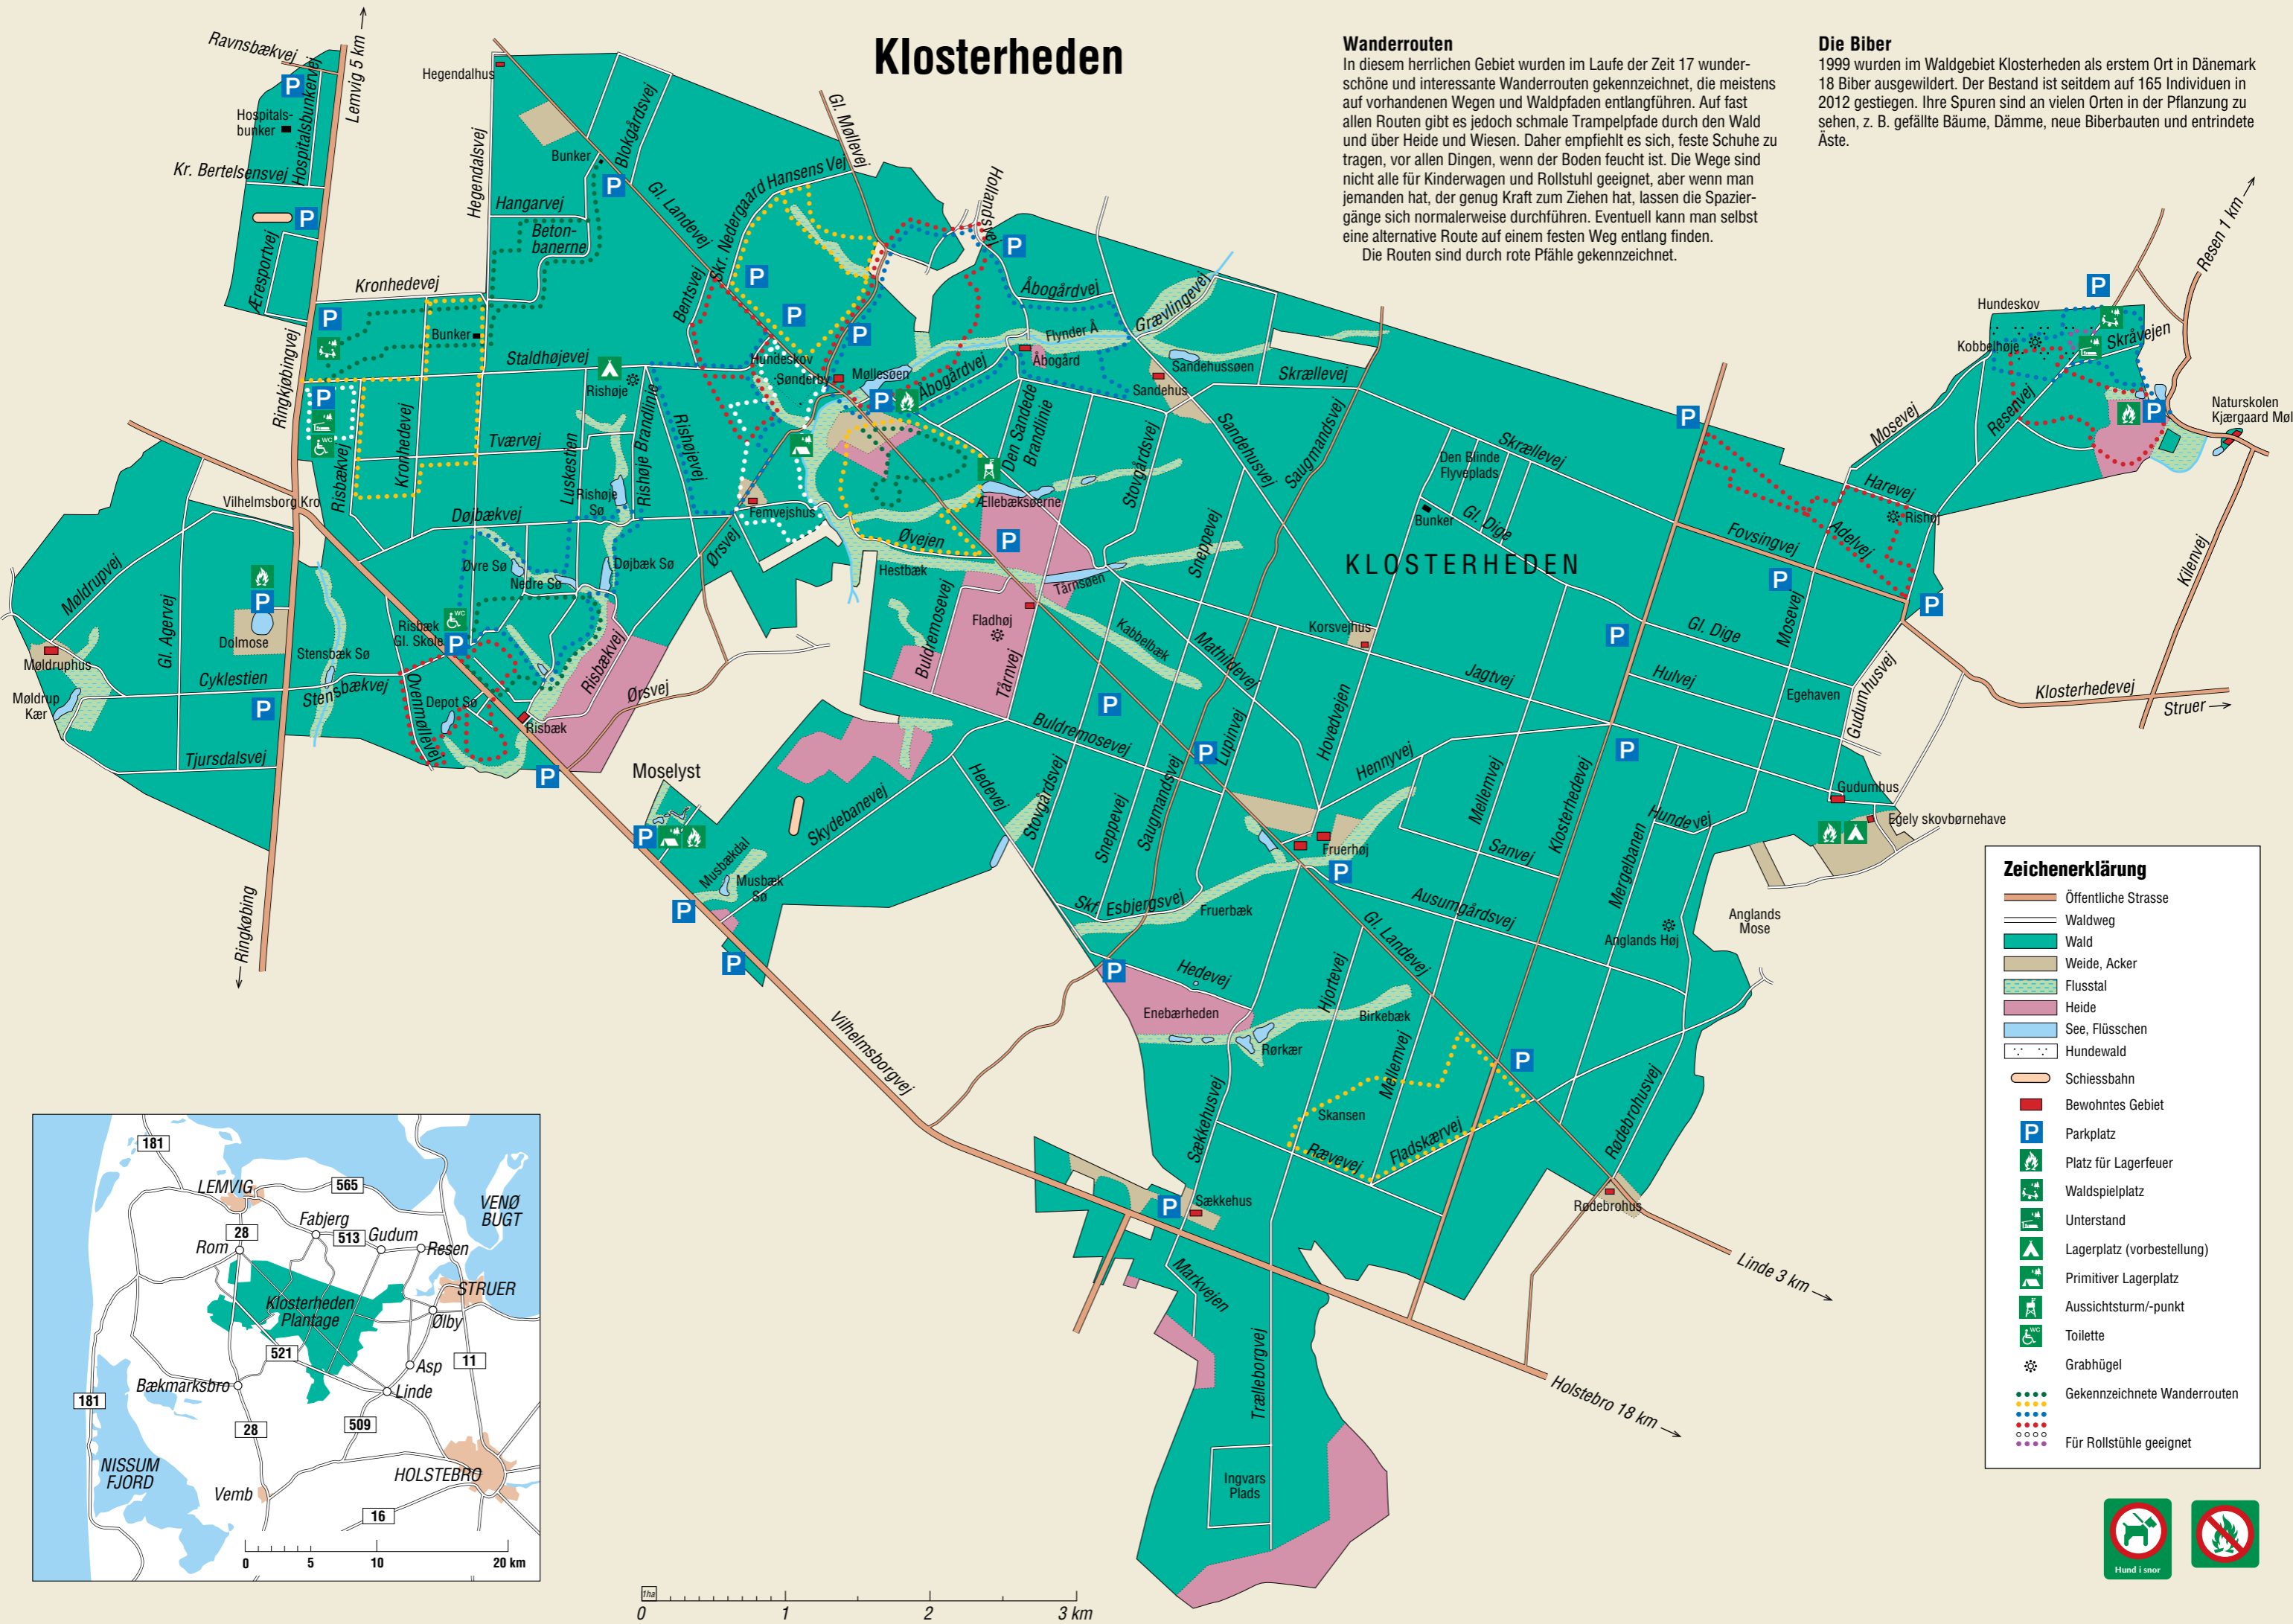 Klosterheden
Wanderrouten
In diesem herrlichen Gebiet wurden im Laufe der Zeit 17 wunder-
schöne und interessante Wanderrouten gekennzeichnet, die meistens
auf vorhandenen Wegen und Waldpfaden entlangführen. Auf fast
allen Routen gibt es jedoch schmale Trampelpfade durch den Wald
und über Heide und Wiesen. Daher empfiehlt es sich, feste Schuhe zu
tragen, vor allen Dingen, wenn der Boden feucht ist. Die Wege sind
nicht alle für Kinderwagen und Rollstuhl geeignet, aber wenn man
jemanden hat, der genug Kraft zum Ziehen hat, lassen die Spazier-
gänge sich normalerweise durchführen. Eventuell kann man selbst
eine alternative Route auf einem festen Weg entlang finden.
Die Routen sind durch rote Pfähle gekennzeichnet.
Die Biber
1999 wurden im Waldgebiet Klosterheden als erstem Ort in Dänemark
18 Biber ausgewildert. Der Bestand ist seitdem auf 165 Individuen in
2012 gestiegen. Ihre Spuren sind an vielen Orten in der Pflanzung zu
sehen, z. B. gefällte Bäume, Dämme, neue Biberbauten und entrindete
Äste.
Ravnsbækvej
Lemvig 5 km
Hospitalsbunkervej
Hospitals-
bunker
Kr. Bertelsensvej
Æresportvej
Ringkjøbingvej
Kronhedevej
Hegendalhus
Hegendalsvej
Bunker
Blokgårdsvej
Hangarvej
Beton-
banerne
Gl. Landevej
Skr. Nedergaard Hansens Vej
Gl. Møllevej
Hollandsvej
Bentsvej
Bunker
Staldhøjevej
Rishøje
Hundeskov
Sønderby
Møllesøen
Åbogårdvej
Flynder Å
Åbogård
Åbogårdvej
Grævlingevej
Sandehussøen
Sandehus
Skrællevej
Kronhedevej
Risbækvej
Tværvej
Luskestien
Rishøje Brandlinie
Rishøjevej
Rishøje
Sø
Den Sandede
Brandlinie
Stovgårdsvej
Sandehusvej
Saugmandsvej
Skrællevej
Den Blinde
Flyveplads
Bunker
Gl. Dige
KLOSTERHEDEN
Vilhelmsborg Kro
Døjbækvej
Femvejshus
Ørsvej
Øvejen
Ællebæksøerne
Hestbæk
Tårnsøen
Sneppevej
Øvre Sø
Nedre Sø
Døjbæk Sø
Møldrupvej
Gl. Agervej
Dolmose
Stensbæk Sø
Risbæk
Gl. Skole
Møldruphus
Møldrup
Kær
Cyklestien
Stensbækvej
Ovenmøllevej
Depot Sø
Risbækvej
Risbæk
Ørsvej
Tjursdalsvej
Ringkøbing
Buldremosevej
Fladhøj
Tårnvej
Kabbelbæk
Mathildevej
Korsvejhus
Jagtvej
Gl. Dige
Hulvej
Egehaven
Mosevej
Fovsingvej
Adelvej
Rishøj
Harevej
Mosevej
Resenvej
Skråvejen
Hundeskov
Kobbelhøje
Resen 1 km
Naturskolen
Kjærgaard Møl
Kilenvej
Gudumhusvej
Klosterhedevej
Struer
Moselyst
Musbækdal
Musbæk
Sø
Skydebanevej
Buldremosevej
Hedevej
Stovgårdsvej
Sneppevej
Saugmandsvej
Lupinvej
Hovedvejen
Hennyvej
Mellemvej
Klosterhedevej
Mergelbanen
Hundevej
Gudumhus
Egely skovbørnehave
Fruerhøj
Sanvej
Ausumgårdsvej
Skf. Esbjergsvej
Fruerbæk
Gl. Landevej
Anglands Høj
Anglands
Mose
Hedevej
Enebærheden
Hjortevej
Birkebæk
Rørkær
Mellemvej
Skansen
Rævevej
Fladskærvej
Rødebrohusvej
Rødebrohus
Sækkehusvej
Sækkehus
Vilhelmsborgvej
Markvejen
Trælleborgvej
Ingvars
Plads
Linde 3 km
Holstebro 18 km
Zeichenerklärung
Öffentliche Strasse
Waldweg
Wald
Weide, Acker
Flusstal
Heide
See, Flüsschen
Hundewald
Schiessbahn
Bewohntes Gebiet
P Parkplatz
Platz für Lagerfeuer
Waldspielplatz
Unterstand
Lagerplatz (vorbestellung)
Primitiver Lagerplatz
Aussichtsturm/-punkt
WC Toilette
Grabhügel
Gekennzeichnete Wanderrouten
Für Rollstühle geeignet
Hund i snor
181
LEMVIG
565
VENØ
BUGT
28
Fabjerg
513
Gudum
Rom
Resen
STRUER
Klosterheden
Plantage
Ølby
521
Asp
11
Bækmarksbro
Linde
181
28
509
NISSUM
FJORD
HOLSTEBRO
Vemb
16
0 5 10 20 km
1ha
0 1 2 3 km